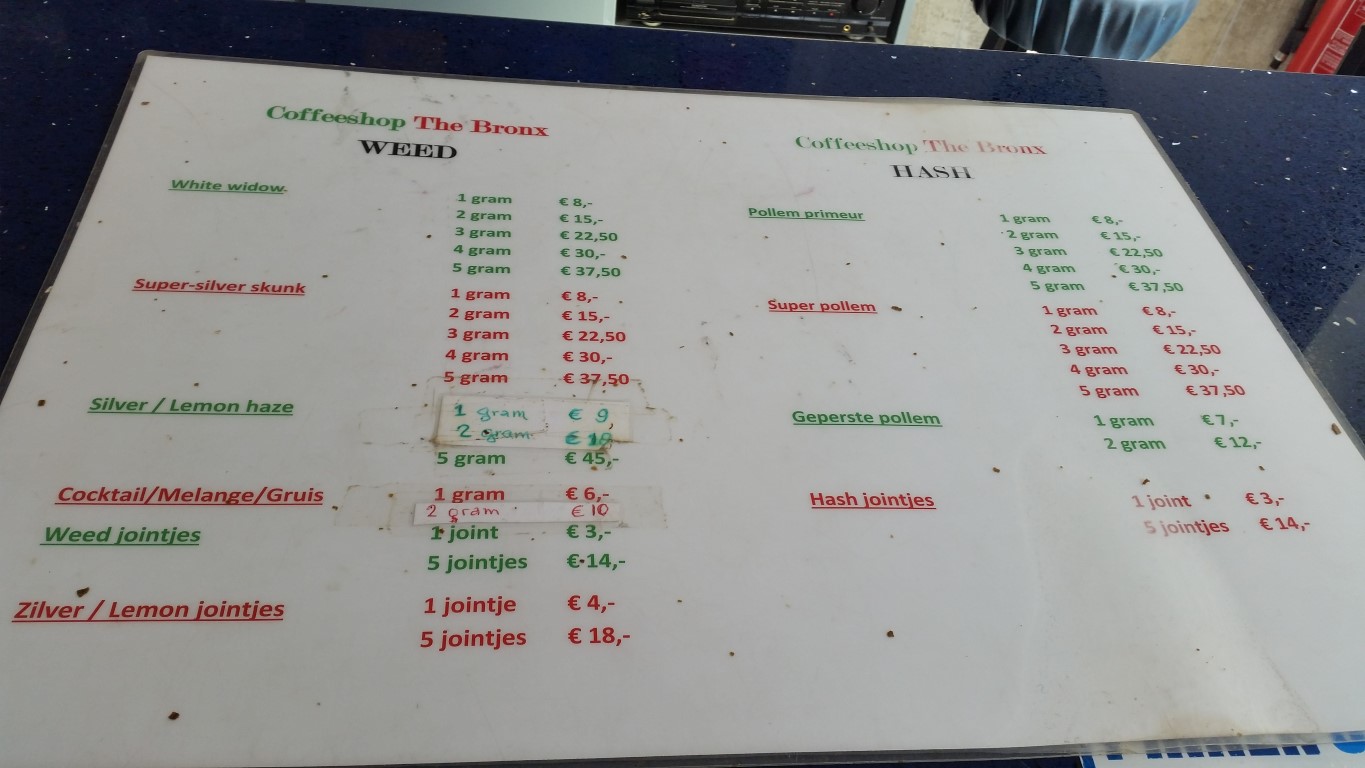 Coffeeshop The Bronx
WEED
White widow
1 gram € 8,-
2 gram € 15,-
3 gram € 22,50
4 gram € 30,-
5 gram € 37,50
Super-silver skunk
1 gram € 8,-
2 gram € 15,-
3 gram € 22,50
4 gram € 30,-
5 gram € 37,50
Silver / Lemon haze
1 gram € 9
2 gram €
5 gram € 45,-
Cocktail/Melange/Gruis 1 gram € 6,-
2 gram € 10
Weed jointjes 1 joint € 3,-
5 jointjes € 14,-
Zilver / Lemon jointjes 1 jointje € 4,-
5 jointjes € 18,-
Coffeeshop The Bronx
HASH
Pollem primeur 1 gram € 8,-
2 gram € 15,-
3 gram € 22,50
4 gram € 30,-
5 gram € 37,50
Super pollem 1 gram € 8,-
2 gram € 15,-
3 gram € 22,50
4 gram € 30,-
5 gram € 37,50
Geperste pollem 1 gram € 7,-
2 gram € 12,-
Hash jointjes 1 joint € 3,-
5 jointjes € 14,-